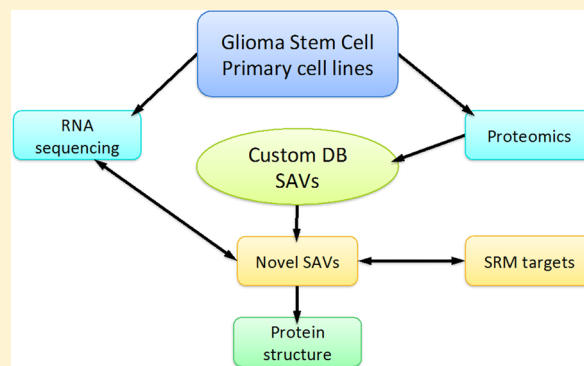 Glioma Stem Cell
Primary cell lines
RNA
sequencing
Proteomics
Custom DB
SAVs
Novel SAVs
SRM targets
Protein
structure